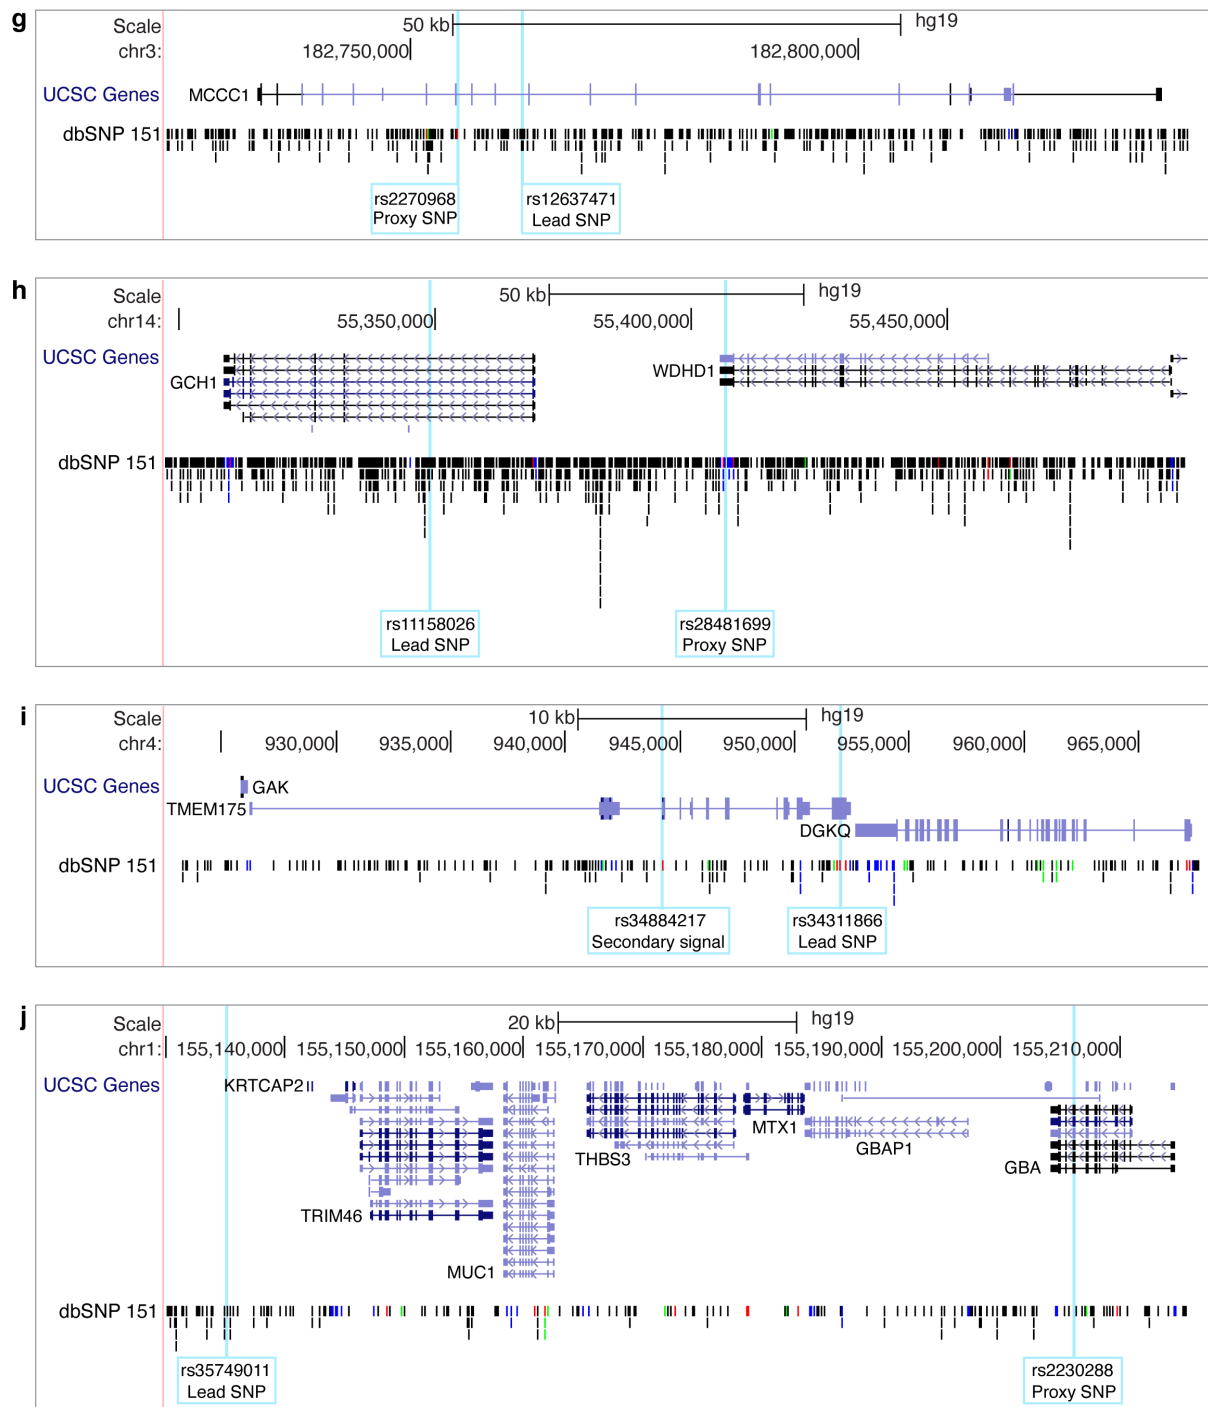 g
Scale 50 kb hg19
chr3: 182,750,000 182,800,000
UCSC Genes MCCC1
dbSNP 151
rs2270968 rs12637471
Proxy SNP Lead SNP
h
Scale 50 kb hg19
chr14: 55,350,000 55,400,000 55,450,000
UCSC Genes
GCH1 WDHD1
dbSNP 151
rs11158026 rs28481699
Lead SNP Proxy SNP
i
Scale 10 kb hg19
chr4: 930,000 935,000 940,000 945,000 950,000 955,000 960,000 965,000
UCSC Genes GAK
TMEM175
DGKQ
dbSNP 151
rs34884217 rs34311866
Secondary signal Lead SNP
j
Scale 20 kb hg19
chr1: 155,140,000 155,150,000 155,160,000 155,170,000 155,180,000 155,190,000 155,200,000 155,210,000
UCSC Genes KRTCAP2
MTX1
GBAP1
THBS3
GBA
TRIM46
MUC1
dbSNP 151
rs35749011 rs2230288
Lead SNP Proxy SNP